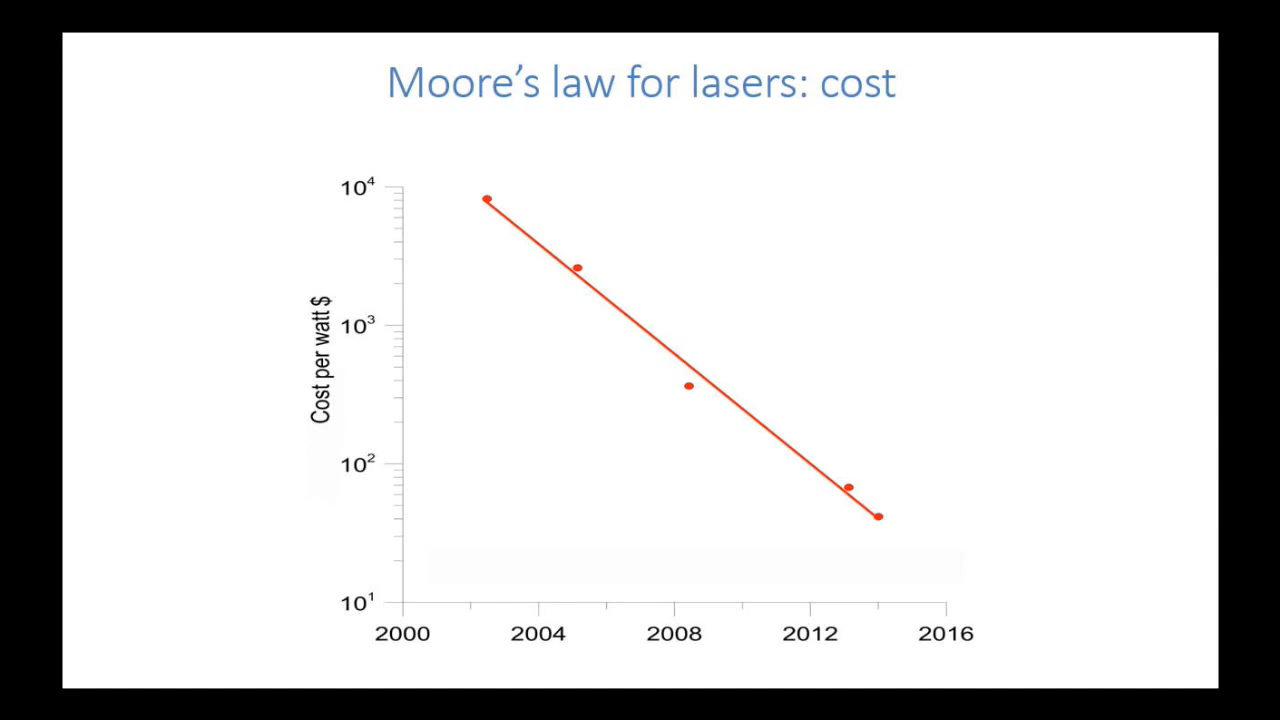 Moore’s law for lasers: cost
10⁴
10³
10²
10¹
Cost per watt $
2000 2004 2008 2012 2016